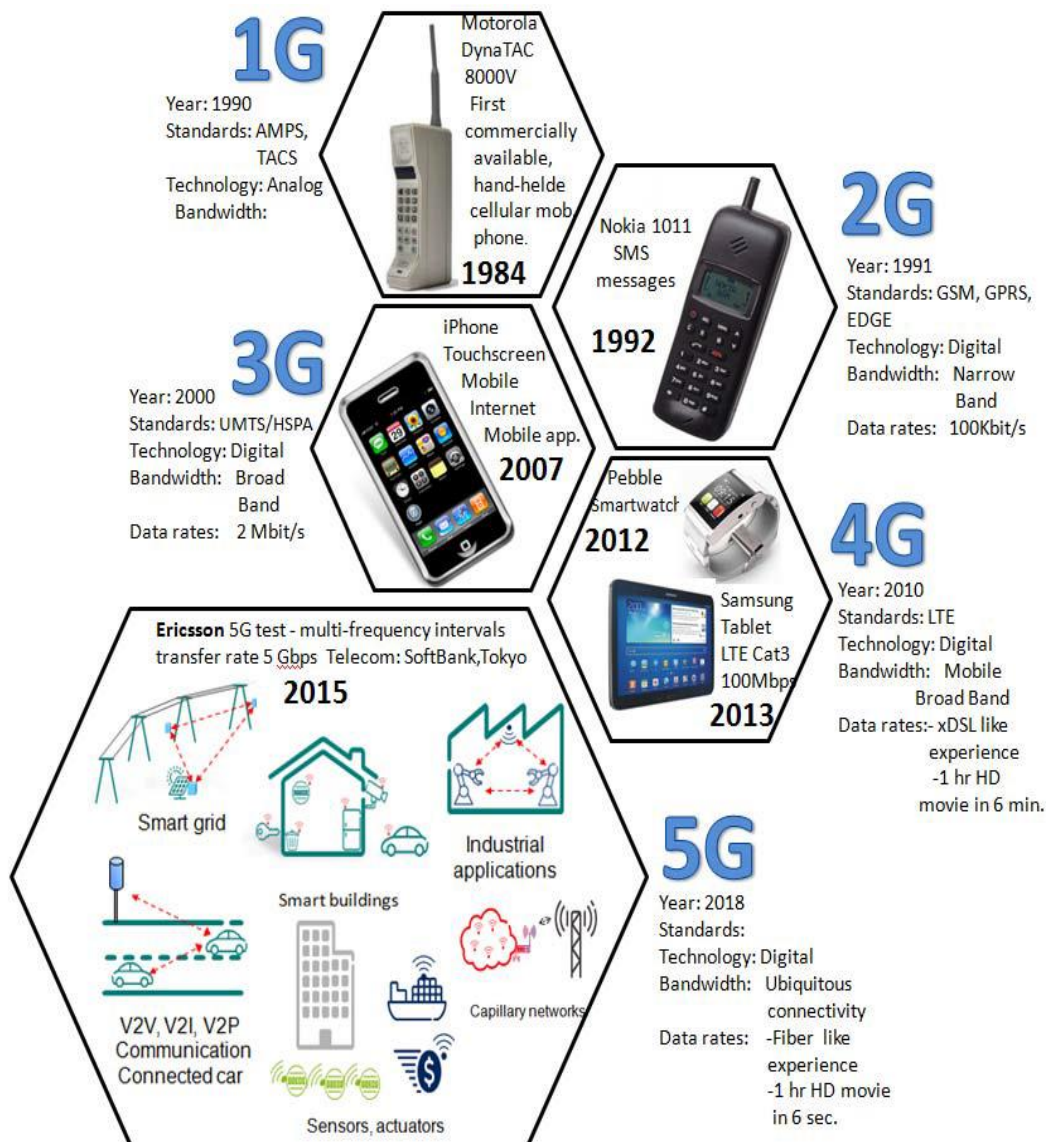 1G
Year: 1990
Standards: AMPS,
TACS
Technology: Analog
Bandwidth:
Motorola
DynaTAC
8000V
First
commercially
available,
hand-helde
cellular mob.
phone.
1984
2G
Year: 1991
Standards: GSM, GPRS,
EDGE
Technology: Digital
Bandwidth: Narrow
Band
Data rates: 100Kbit/s
Nokia 1011
SMS
messages
1992
3G
Year: 2000
Standards: UMTS/HSPA
Technology: Digital
Bandwidth: Broad
Band
Data rates: 2 Mbit/s
iPhone
Touchscreen
Mobile
Internet
Mobile app.
2007
4G
Year: 2010
Standards: LTE
Technology: Digital
Bandwidth: Mobile
Broad Band
Data rates:- xDSL like
experience
-1 hr HD
movie in 6 min.
Pebble
Smartwatch
2012
Samsung
Tablet
LTE Cat3
100Mbps
2013
Ericsson 5G test - multi-frequency intervals
transfer rate 5 Gbps Telecom: SoftBank,Tokyo
2015
Smart grid
Smart buildings
Industrial
applications
V2V, V2I, V2P
Communication
Connected car
Capillary networks
$
Sensors, actuators
5G
Year: 2018
Standards:
Technology: Digital
Bandwidth: Ubiquitous
connectivity
Data rates: -Fiber like
experience
-1 hr HD movie
in 6 sec.